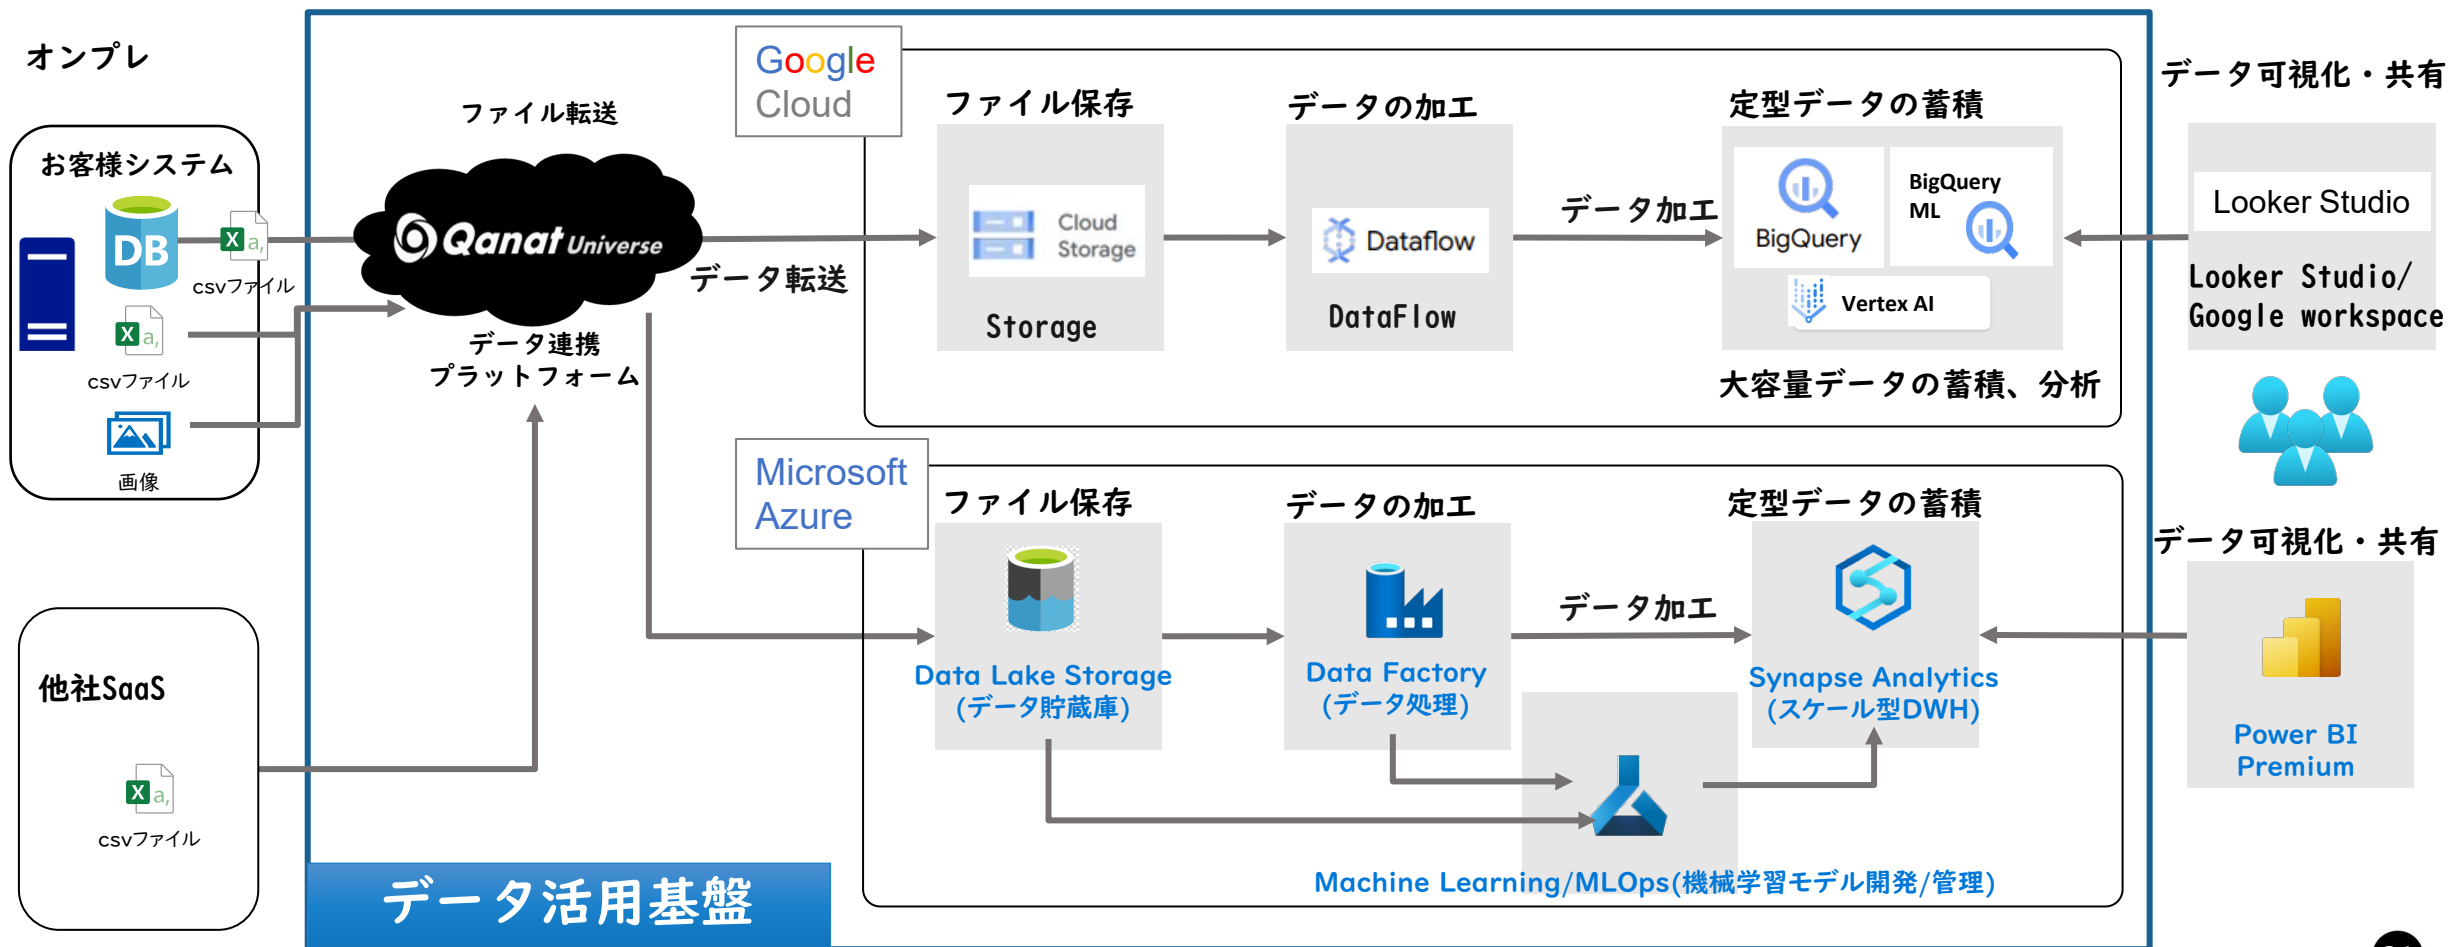 オンプレ
お客様システム
DB
a,
csvファイル
a,
csvファイル
画像
他社SaaS
a,
csvファイル
ファイル転送
Qanat Universe
データ転送
データ連携
プラットフォーム
データ活用基盤
Google
Cloud
ファイル保存
Cloud
Storage
Storage
データの加工
Dataflow
DataFlow
データ加工
定型データの蓄積
BigQuery
BigQuery
ML
Vertex AI
大容量データの蓄積、分析
データ可視化・共有
Looker Studio
Looker Studio/
Google workspace
Microsoft
Azure
ファイル保存
Data Lake Storage
(データ貯蔵庫)
データの加工
Data Factory
(データ処理)
データ加工
定型データの蓄積
Synapse Analytics
(スケール型DWH)
Machine Learning/MLOps(機械学習モデル開発/管理)
データ可視化・共有
Power BI
Premium